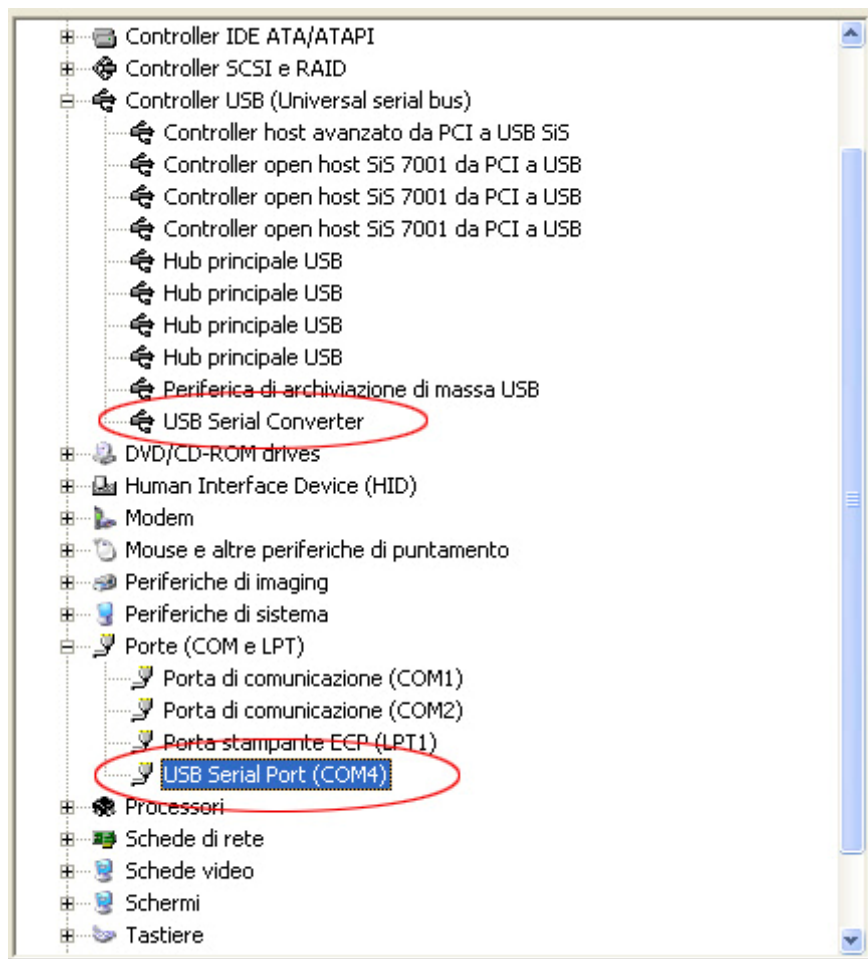 Controller IDE ATA/ATAPI
Controller SCSI e RAID
Controller USB (Universal serial bus)
Controller host avanzato da PCI a USB SiS
Controller open host SiS 7001 da PCI a USB
Controller open host SiS 7001 da PCI a USB
Controller open host SiS 7001 da PCI a USB
Hub principale USB
Hub principale USB
Hub principale USB
Hub principale USB
Periferica di archiviazione di massa USB
USB Serial Converter
DVD/CD-ROM drives
Human Interface Device (HID)
Modem
Mouse e altre periferiche di puntamento
Periferiche di imaging
Periferiche di sistema
Porte (COM e LPT)
Porta di comunicazione (COM1)
Porta di comunicazione (COM2)
Porta stampante ECP (LPT1)
USB Serial Port (COM4)
Processori
Schede di rete
Schede video
Schermi
Tastiere